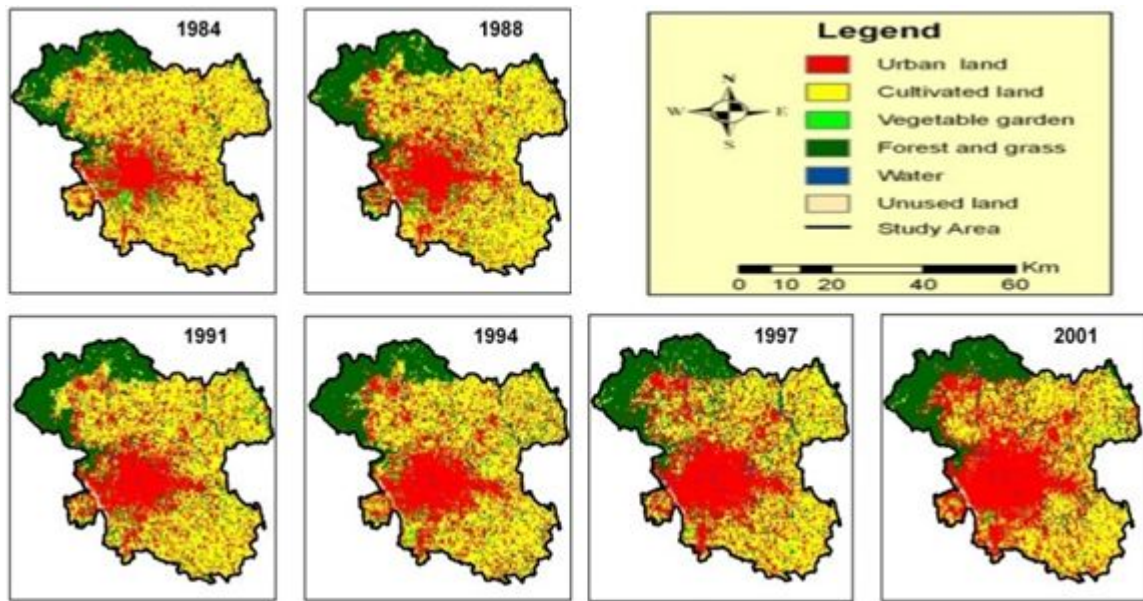 1984
1988
Legend
Urban land
Cultivated land
Vegetable garden
Forest and grass
Water
Unused land
Study Area
N
W E
S
Km
0 10 20 40 60
1991
1994
1997
2001